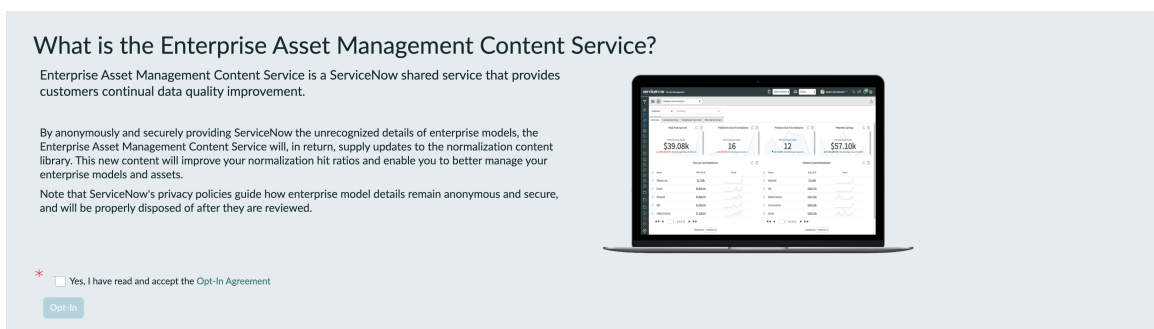 What is the Enterprise Asset Management Content Service?
Enterprise Asset Management Content Service is a ServiceNow shared service that provides
customers continual data quality improvement.
By anonymously and securely providing ServiceNow the unrecognized details of enterprise models, the
Enterprise Asset Management Content Service will, in return, supply updates to the normalization content
library. This new content will improve your normalization hit ratios and enable you to better manage your
enterprise models and assets.
Note that ServiceNow's privacy policies guide how enterprise model details remain anonymous and secure,
and will be properly disposed of after they are reviewed.
servicenow
$39.08k
16
12
$57.10k
* Yes, I have read and accept the Opt-In Agreement
Opt-In